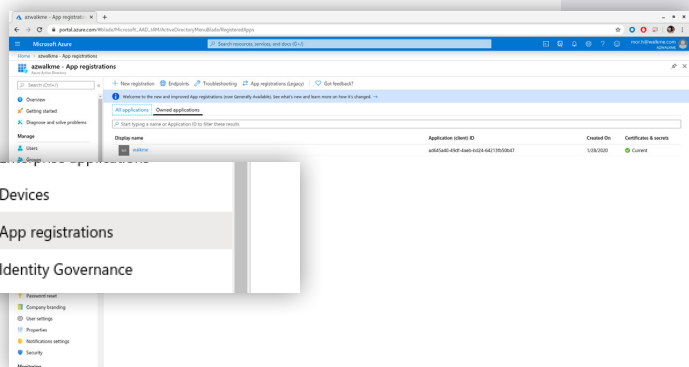 azwalkme - App registrations
portal.azure.com/#blade/Microsoft_AAD_IAM/ActiveDirectoryMenuBlade/RegisteredApps
Microsoft Azure
Search resources, services, and docs (G+/)
Home
azwalkme - App registrations
azwalkme - App registrations
Azure Active Directory
Search (Ctrl+/)
New registration
Endpoints
Troubleshooting
App registrations (Legacy)
Got feedback?
Welcome to the new and improved App registrations (now Generally Available). See what's new and learn more on how it's changed.
Overview
Getting started
Diagnose and solve problems
Manage
Users
Groups
All applications
Owned applications
Start typing a name or Application ID to filter these results
Display name
Application (client) ID
Created On
Certificates & secrets
walkme
1/28/2020
Current
Enterprise applications
Devices
App registrations
Identity Governance
Password reset
Company branding
User settings
Properties
Notifications settings
Security
Monitoring